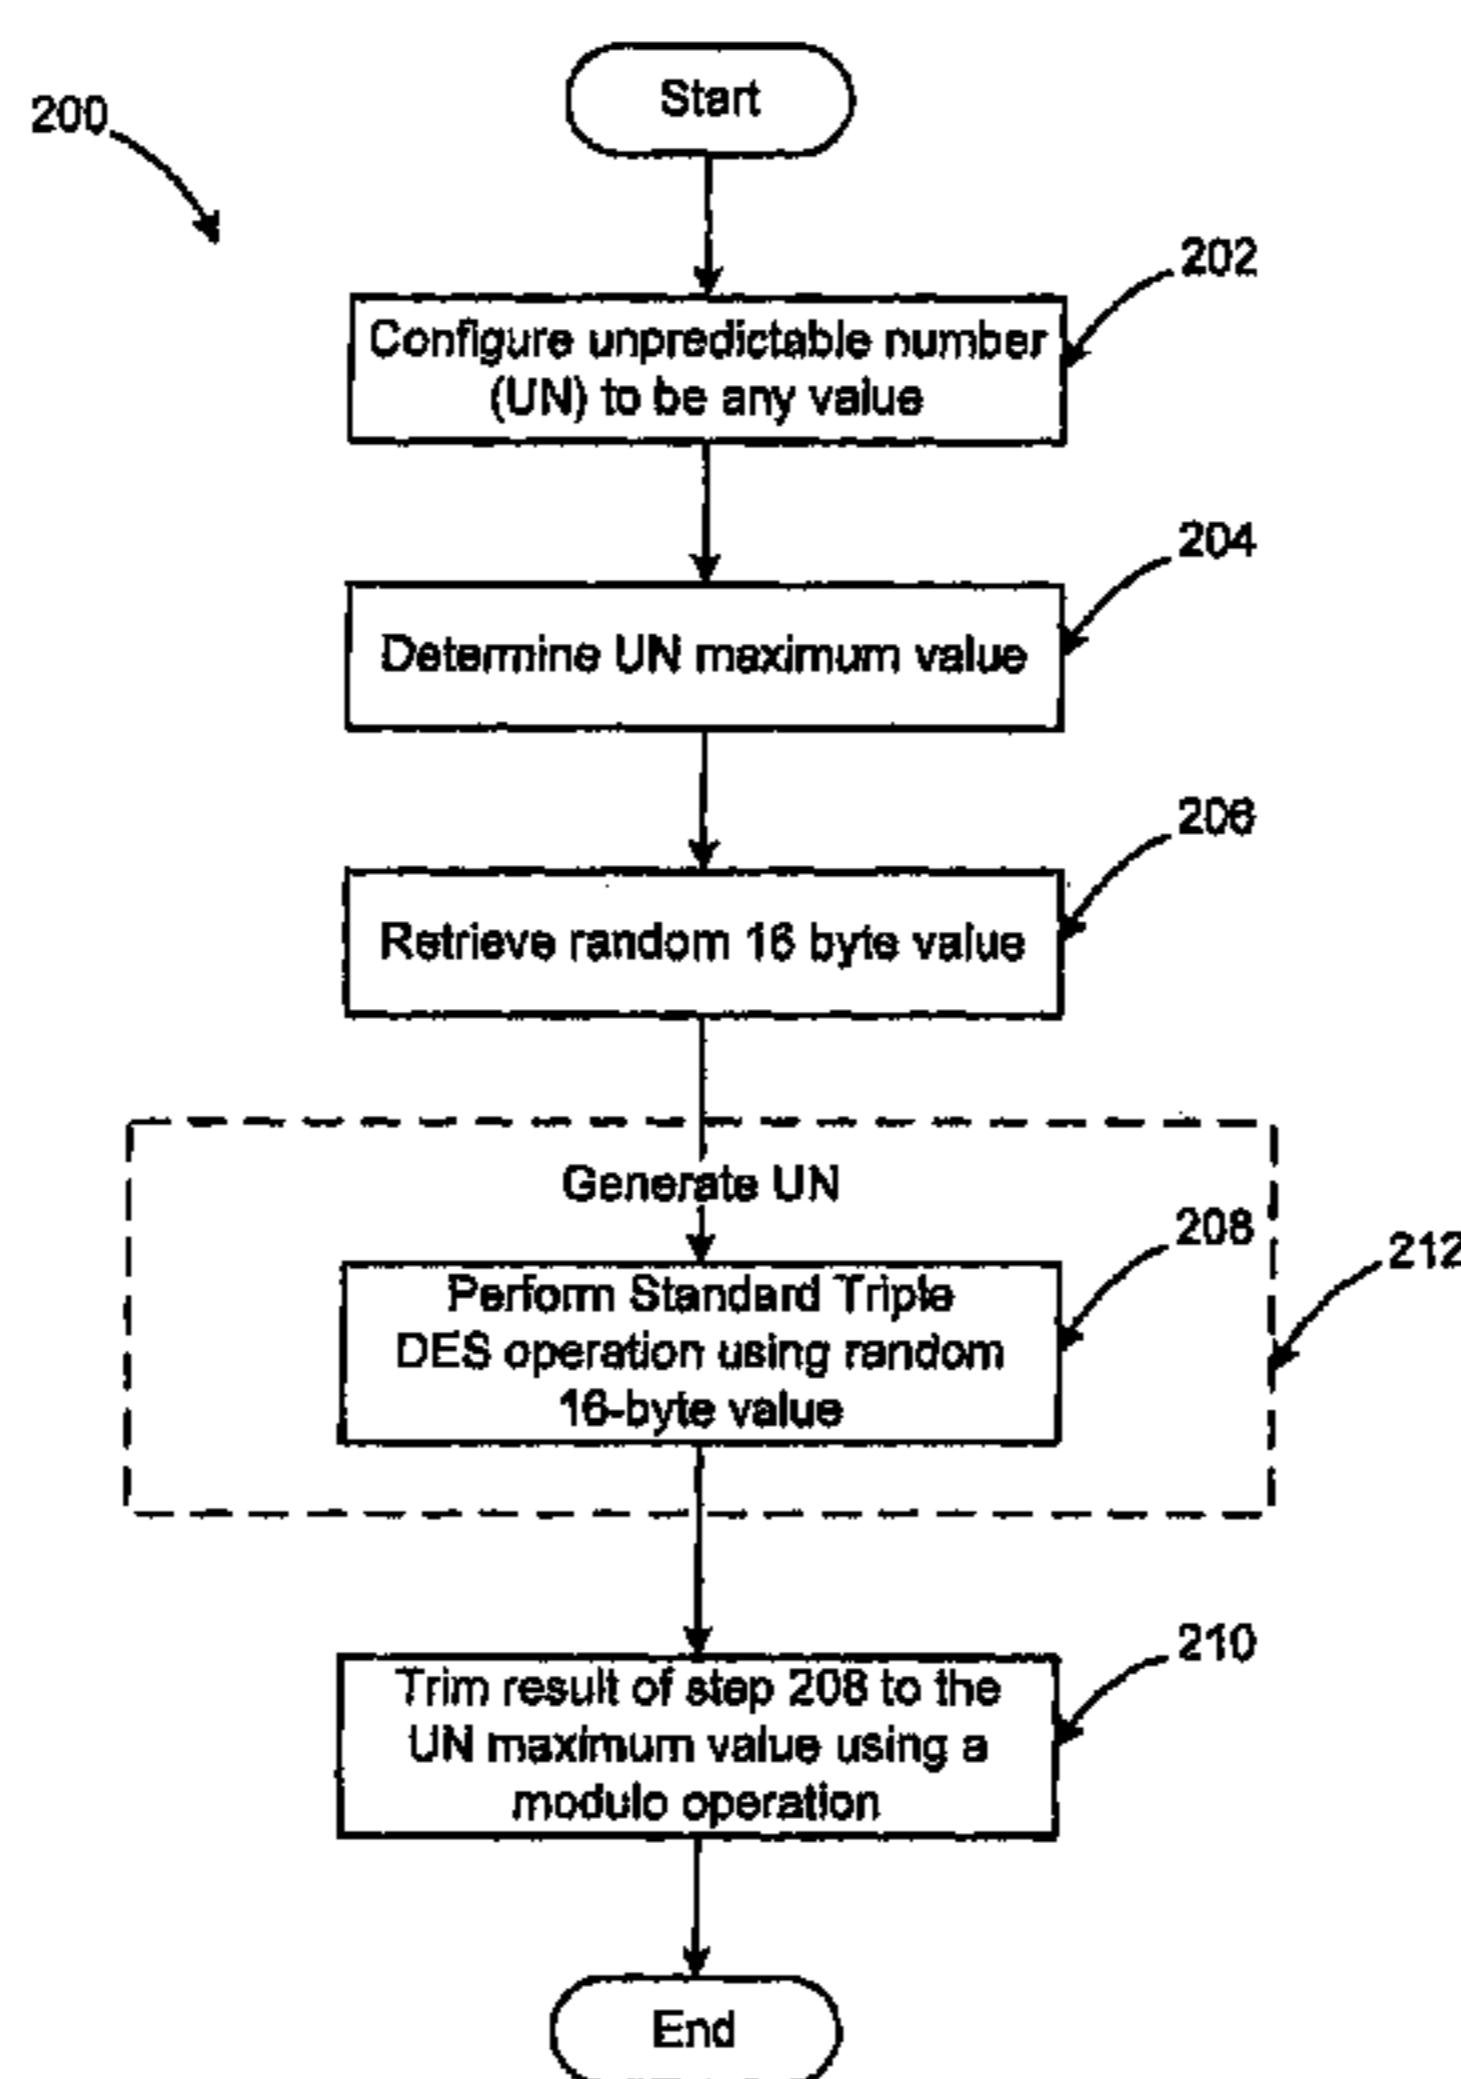 Start
200
202
Configure unpredictable number
(UN) to be any value
204
Determine UN maximum value
206
Retrieve random 16 byte value
Generate UN
208
212
Perform Standard Triple
DES operation using random
16-byte value
210
Trim result of step 208 to the
UN maximum value using a
modulo operation
End